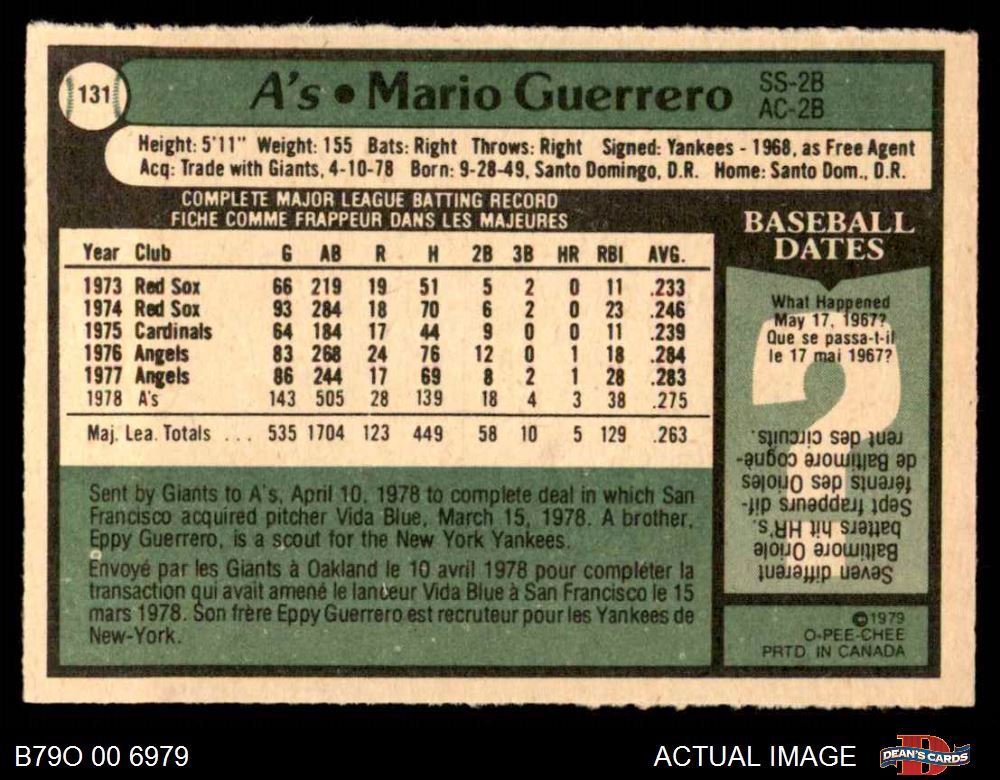 131
A's • Mario Guerrero
SS-2B
AC-2B
Height: 5'11" Weight: 155 Bats: Right Throws: Right Signed: Yankees - 1968, as Free Agent
Acq: Trade with Giants, 4-10-78 Born: 9-28-49, Santo Domingo, D.R. Home: Santo Dom., D.R.
COMPLETE MAJOR LEAGUE BATTING RECORD
FICHE COMME FRAPPEUR DANS LES MAJEURES
Year Club G AB R H 2B 3B HR RBI AVG.
1973 Red Sox 66 219 19 51 5 2 0 11 .233
1974 Red Sox 93 284 18 70 6 2 0 23 .246
1975 Cardinals 64 184 17 44 9 0 0 11 .239
1976 Angels 83 268 24 76 12 0 1 18 .284
1977 Angels 86 244 17 69 8 2 1 28 .283
1978 A's 143 505 28 139 18 4 3 38 .275
Maj. Lea. Totals ... 535 1704 123 449 58 10 5 129 .263
Sent by Giants to A's, April 10, 1978 to complete deal in which San
Francisco acquired pitcher Vida Blue, March 15, 1978. A brother,
Eppy Guerrero, is a scout for the New York Yankees.
Envoyé par les Giants à Oakland le 10 avril 1978 pour compléter la
transaction qui avait amené le lanceur Vida Blue à San Francisco le 15
mars 1978. Son frère Eppy Guerrero est recruteur pour les Yankees de
New-York.
BASEBALL
DATES
What Happened
May 17, 1967?
Que se passa-t-il
le 17 mai 1967?
Seven different
Baltimore Oriole
batters hit HR's.
Sept frappeurs dif-
férents des Orioles
de Baltimore cognè-
rent des circuits.
©1979
O-PEE-CHEE
PRTD. IN CANADA
B79O 00 6979
ACTUAL IMAGE
DEAN'S CARDS